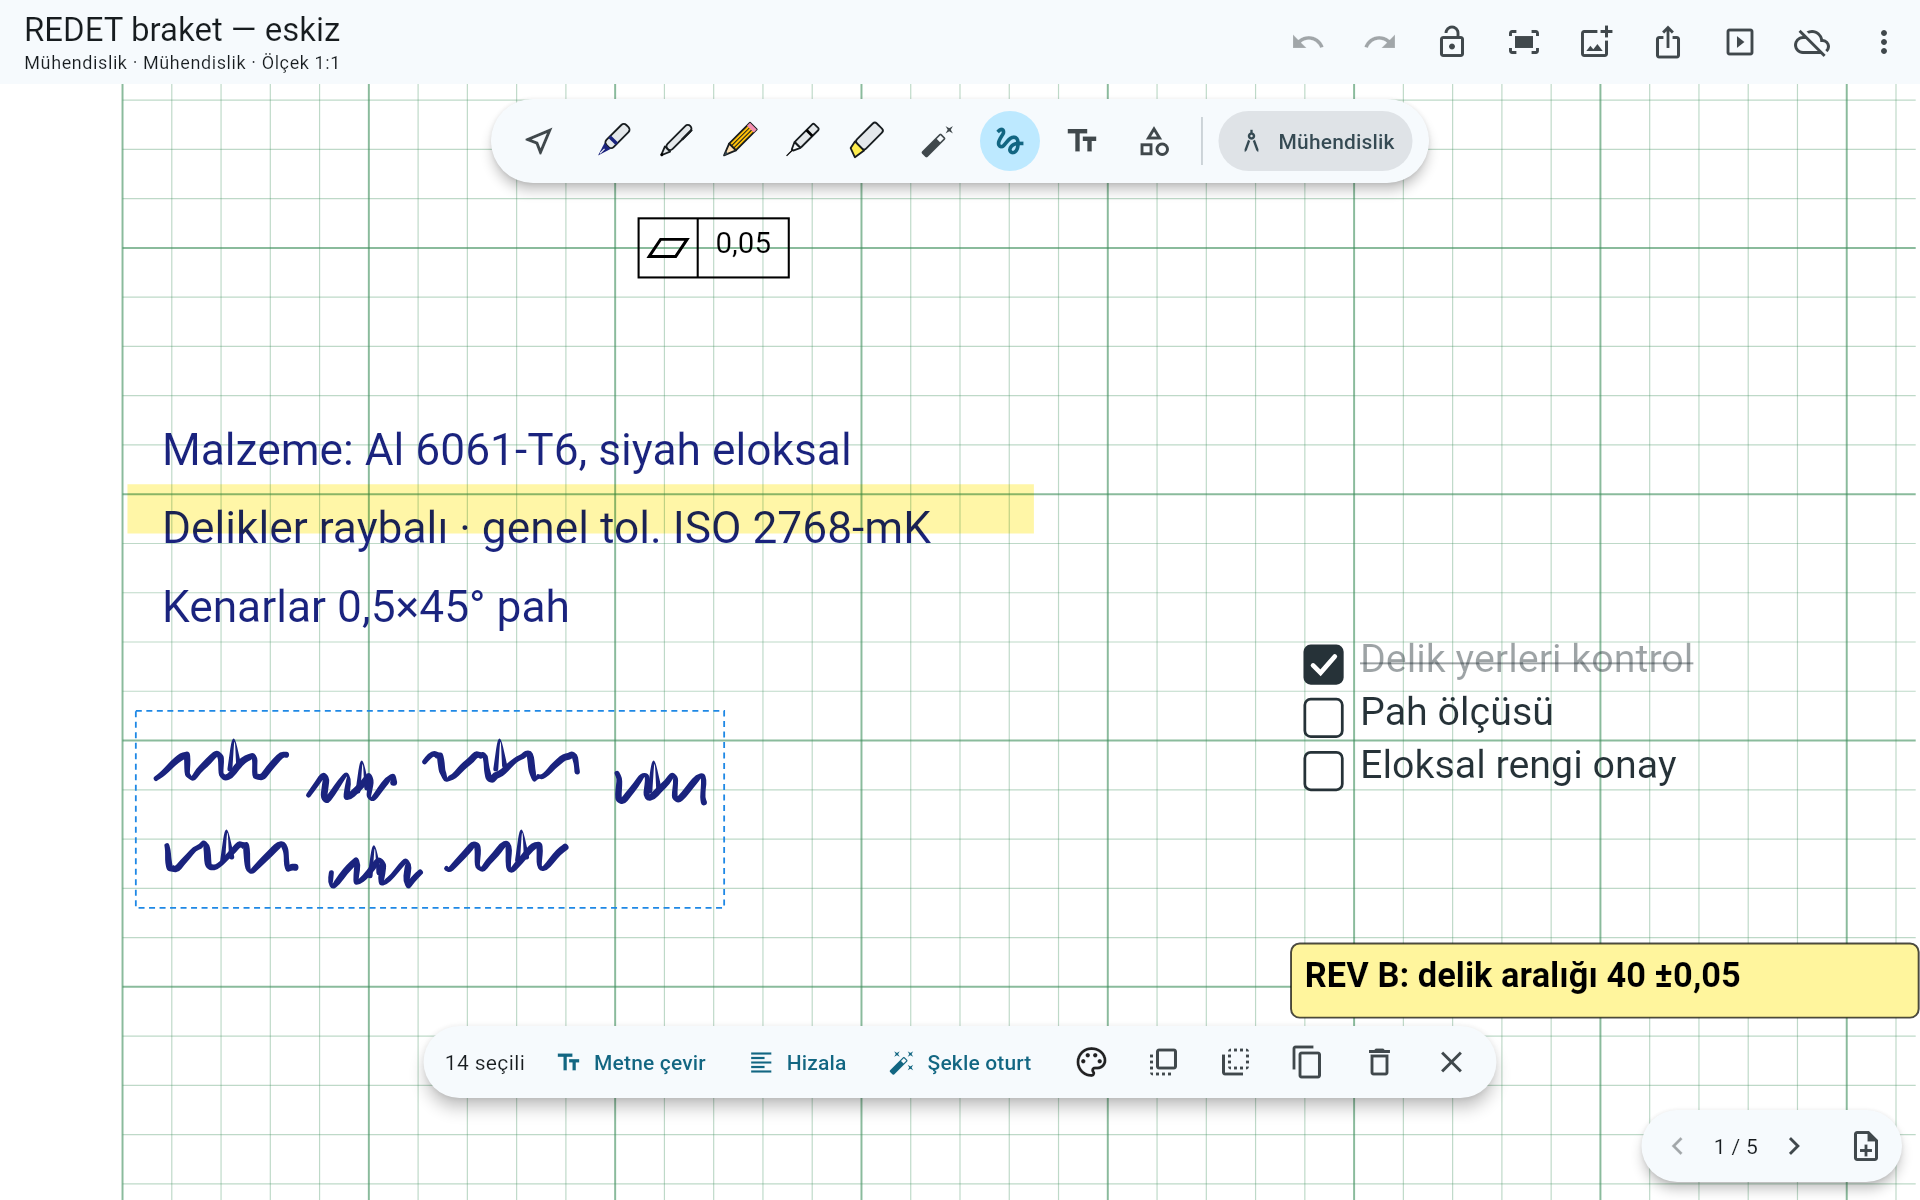 REDET braket — eskiz
Mühendislik · Mühendislik · Ölçek 1:1
Mühendislik
0,05
Malzeme: Al 6061-T6, siyah eloksal
Delikler raybalı · genel tol. ISO 2768-mK
Kenarlar 0,5×45° pah
Delik yerleri kontrol
Pah ölçüsü
Eloksal rengi onay
REV B: delik aralığı 40 ±0,05
14 seçili Metne çevir Hizala Şekle oturt
1 / 5